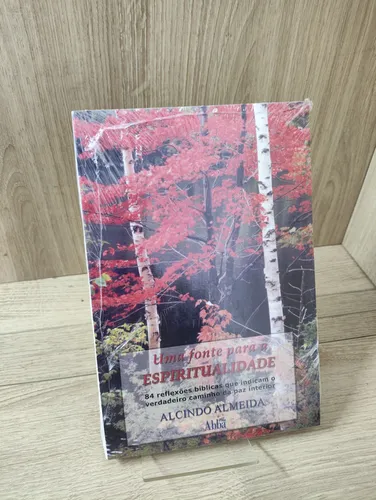 Uma fonte para a
ESPIRITUALIDADE
84 reflexões bíblicas que indicam o
verdadeiro caminho da paz interior
ALCINDO ALMEIDA
Abba